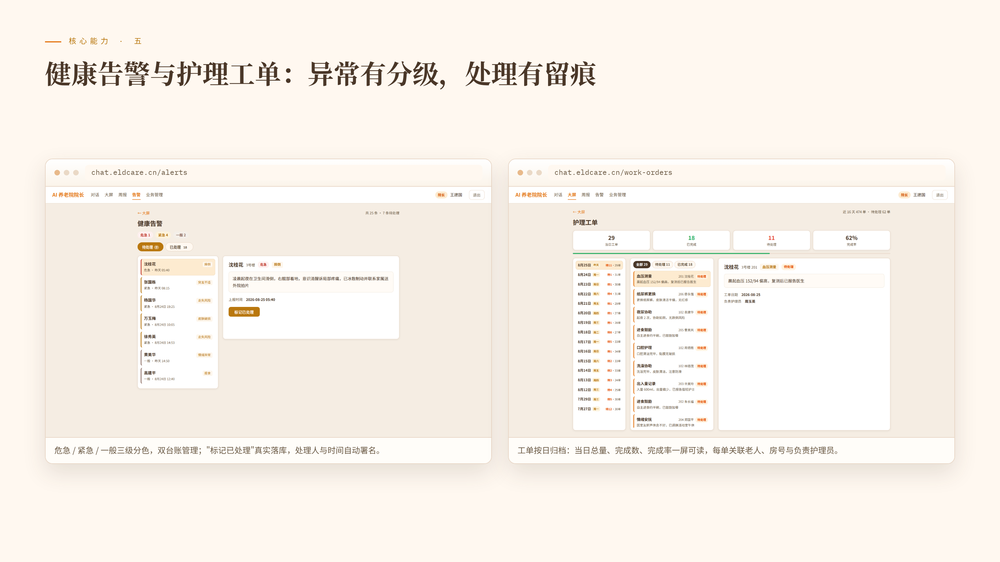 核心能力 · 五
健康告警与护理工单：异常有分级，处理有留痕
chat.eldcare.cn/alerts
AI 养老院院长 对话 大屏 周报 告警 业务管理 院长 王建国 退出
← 大屏 共 25 条 · 7 条待处理
健康告警
危急 1 紧急 4 一般 2
待处理 7 已处理 18
沈桂花 摔倒
危急 · 昨天 05:40
张国栋 突发不适
紧急 · 昨天 08:15
杨国华 走失风险
紧急 · 8月24日 19:25
万玉梅 皮肤破损
紧急 · 8月24日 10:05
徐秀英 走失风险
紧急 · 8月24日 14:53
黄美华 情绪异常
一般 · 昨天 14:50
高建平 拒食
一般 · 8月24日 12:40
沈桂花 3号楼 危急 摔倒
凌晨起夜在卫生间滑倒，右髋部着地，意识清醒诉局部疼痛，已冰敷制动并联系家属送
外院拍片
上报时间 2026-08-25 05:40
标记已处理
危急 / 紧急 / 一般三级分色，双台账管理；"标记已处理"真实落库，处理人与时间自动署名。
chat.eldcare.cn/work-orders
AI 养老院院长 对话 大屏 周报 告警 业务管理 院长 王建国 退出
← 大屏 近 16 天 474 单 · 待处理 62 单
护理工单
29 18 11 62%
当日工单 已完成 待处理 完成率
8月25日 昨天 待11 · 29单
8月24日 周一 待1 · 31单
8月23日 周日 待1 · 30单
8月22日 周六 待4 · 31单
8月21日 周五 待1 · 29单
8月20日 周四 待1 · 27单
8月19日 周三 待1 · 28单
8月18日 周二 待8 · 27单
8月17日 周一 待5 · 33单
8月16日 周日 待1 · 34单
8月15日 周六 待2 · 33单
8月14日 周五 待2 · 33单
8月13日 周四 待3 · 24单
8月12日 周三 待4 · 25单
7月29日 周三 待5 · 30单
7月27日 周一 待12 · 30单
全部 29 待处理 11 已完成 18
血压测量 201 沈桂花 待处理
晨起血压 152/94 偏高，复测后已报告医生
纸尿裤更换 206 廖永强 待处理
更换纸尿裤，皮肤清洁干燥，无红疹
夜尿协助 102 袁建华 待处理
起夜 2 次，协助如厕，无跌倒风险
进食鼓励 205 曹美凤 待处理
自主进食约半碗，已鼓励加餐
口腔护理 102 周德胜 待处理
口腔清洁完毕，黏膜无破损
洗澡协助 102 林德茂 待处理
洗浴完毕，皮肤清洁，注意防滑
出入量记录 203 许美玲 待处理
入量 600ml，出量偏少，已报告值班护士
进食鼓励 202 朱长福 待处理
自主进食约半碗，已鼓励加餐
情绪安抚 204 郑国平 待处理
因室友鼾声休息不好，已调换活动室午休
沈桂花 3号楼 201 血压测量 待处理
晨起血压 152/94 偏高，复测后已报告医生
工单日期 2026-08-25
负责护理员 周玉英
工单按日归档：当日总量、完成数、完成率一屏可读，每单关联老人、房号与负责护理员。